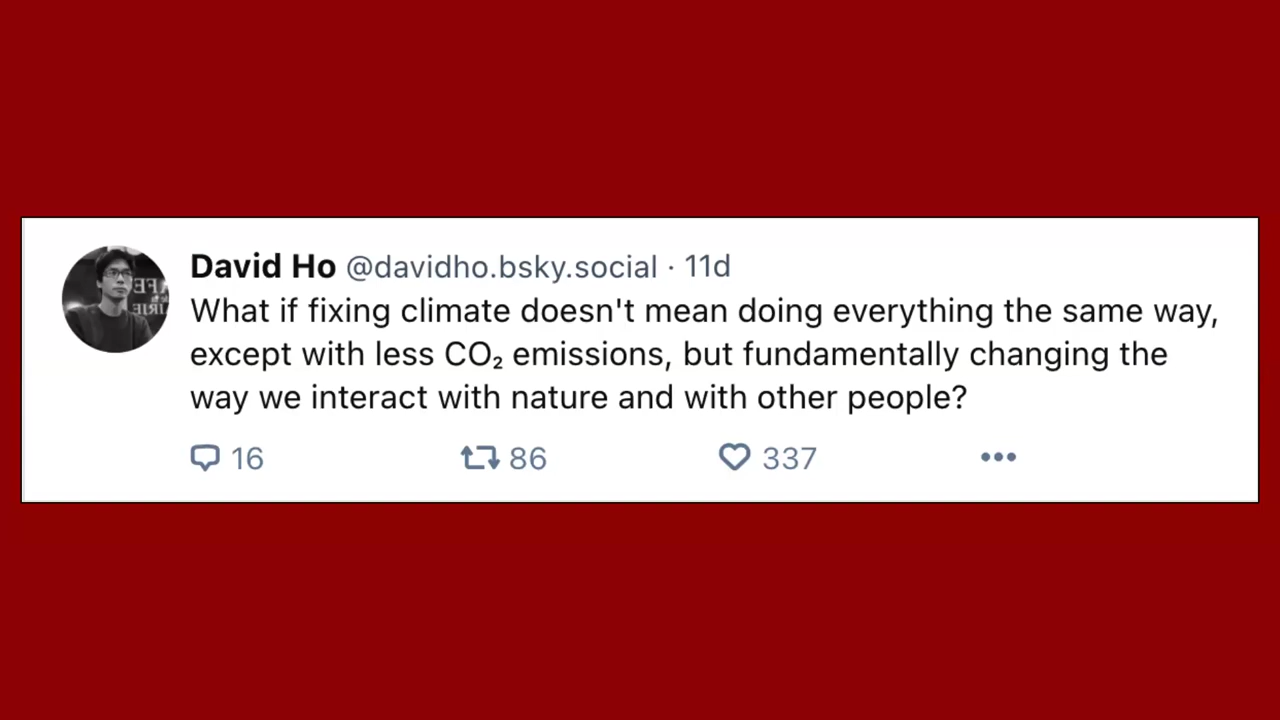 David Ho @davidho.bsky.social · 11d
What if fixing climate doesn't mean doing everything the same way,
except with less CO₂ emissions, but fundamentally changing the
way we interact with nature and with other people?
16 86 337